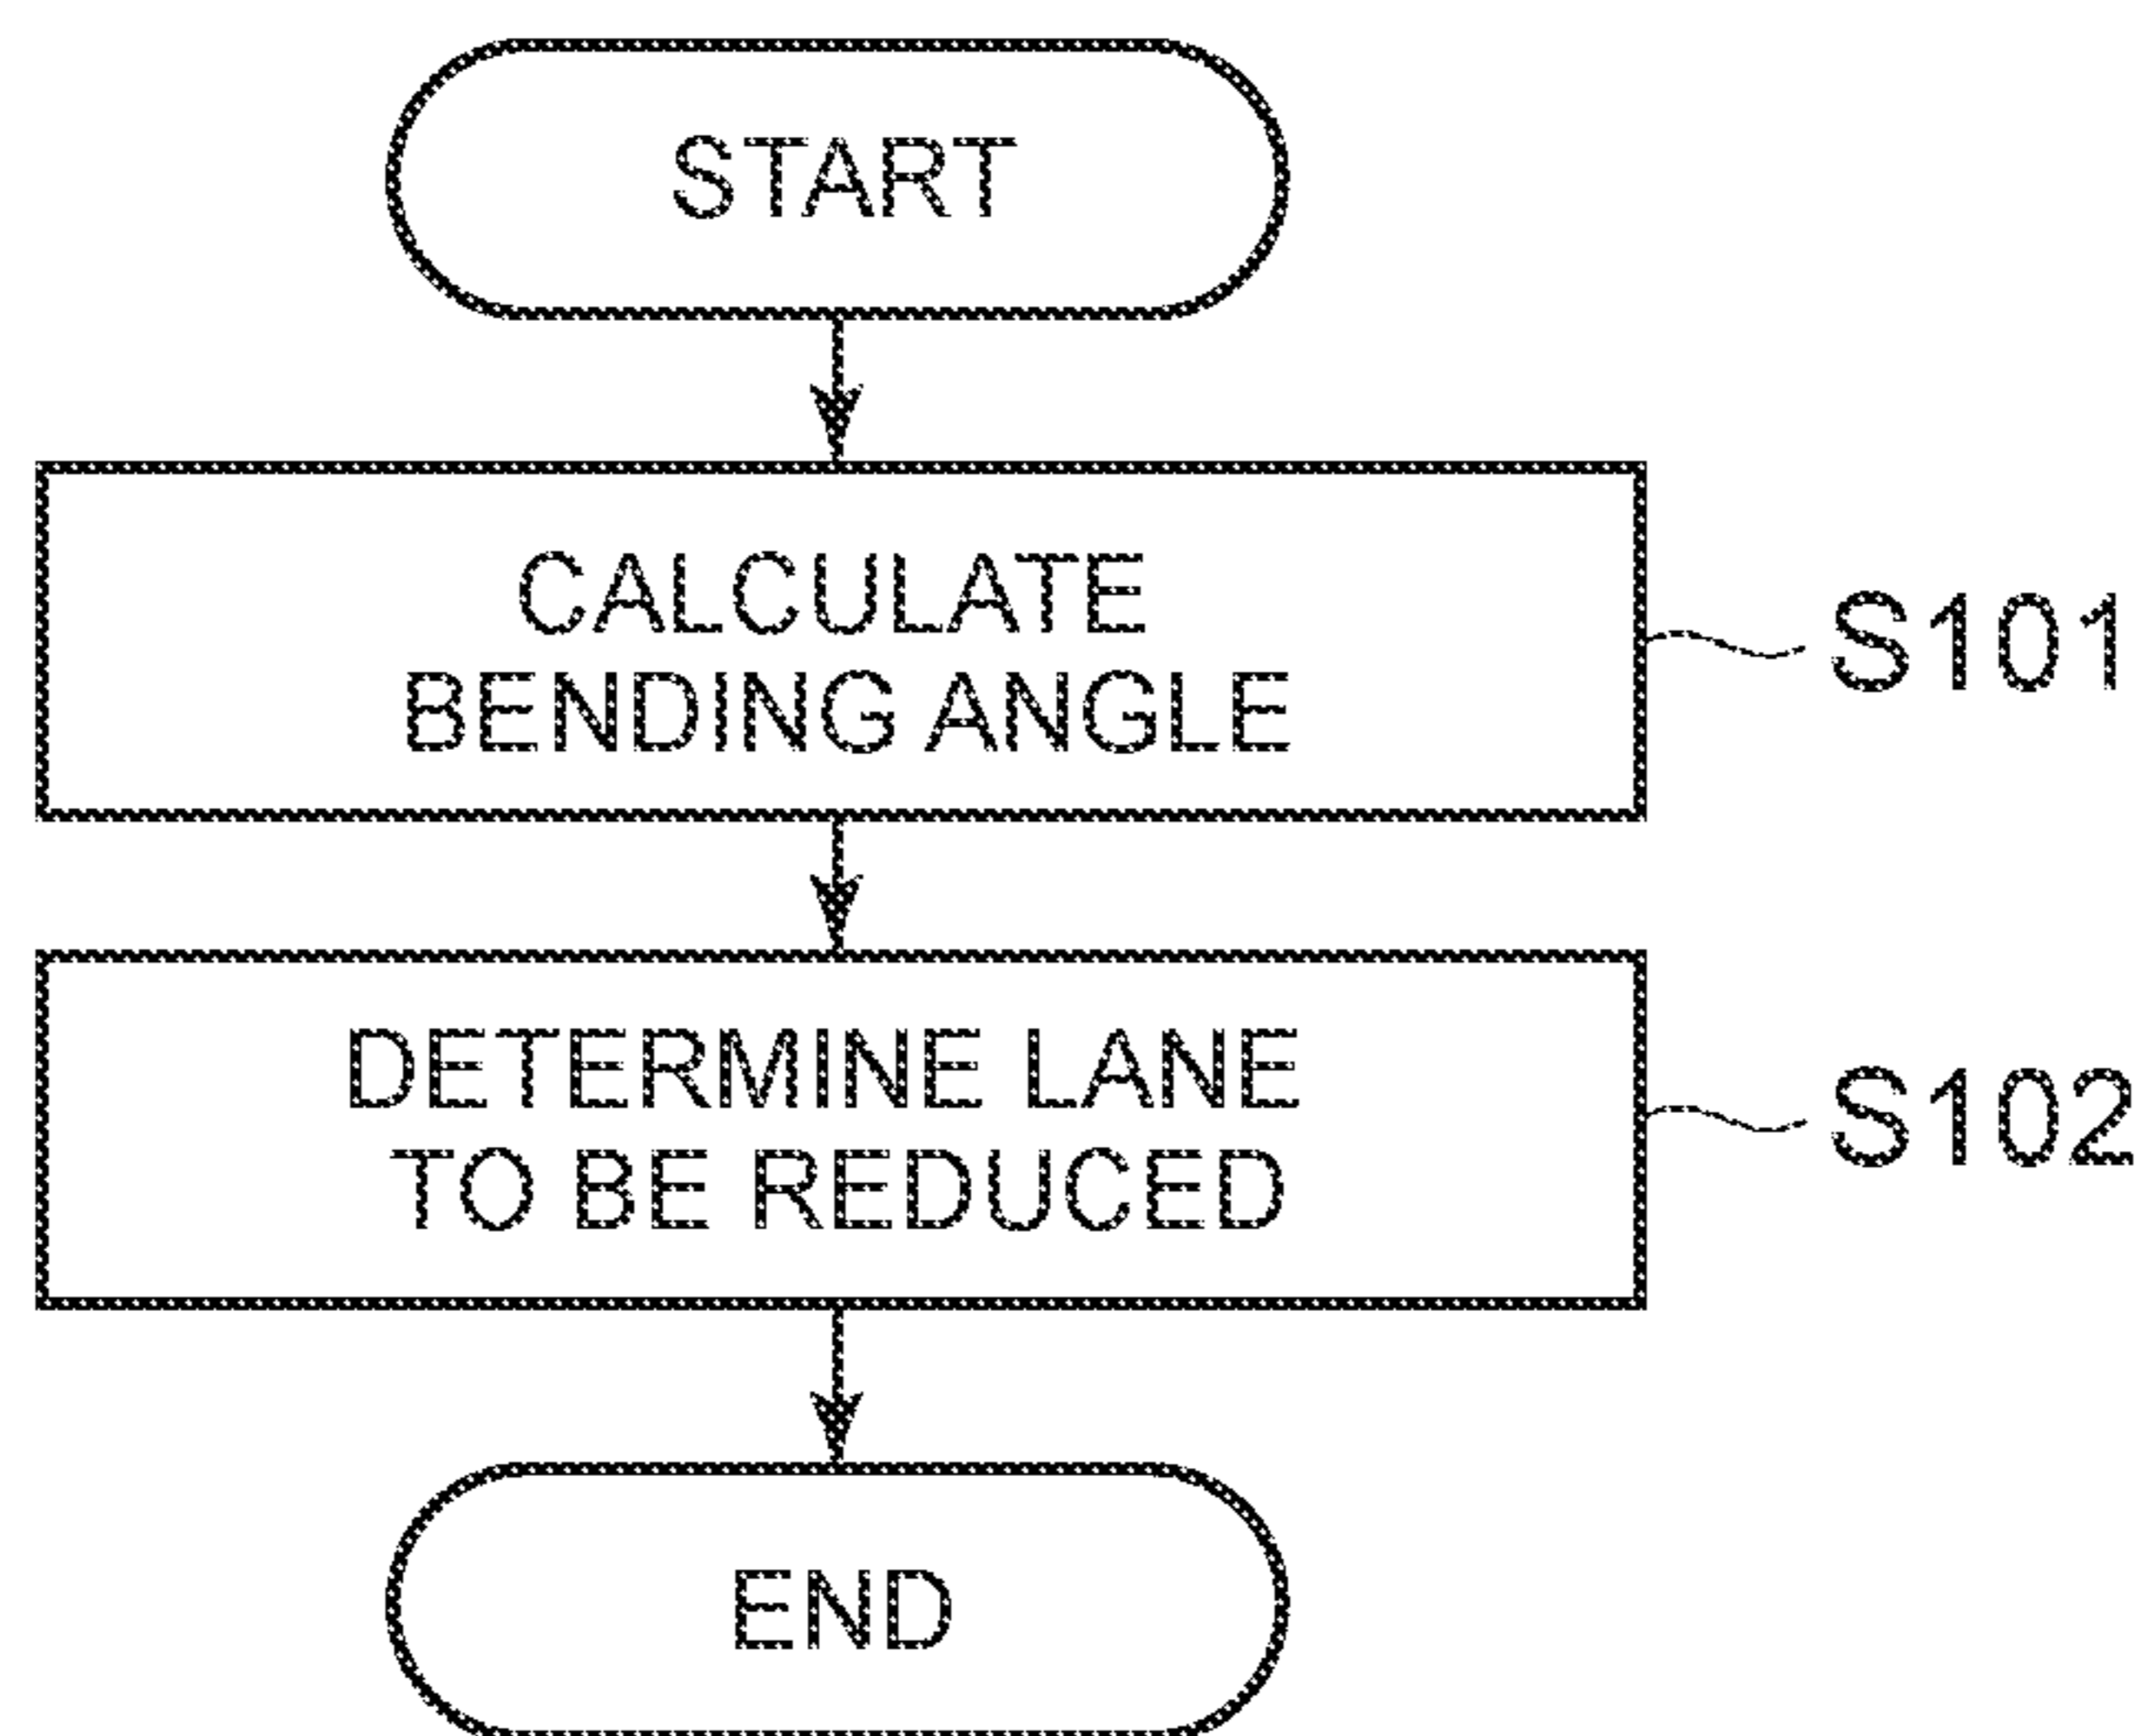 START
CALCULATE
BENDING ANGLE
S101
DETERMINE LANE
TO BE REDUCED
S102
END